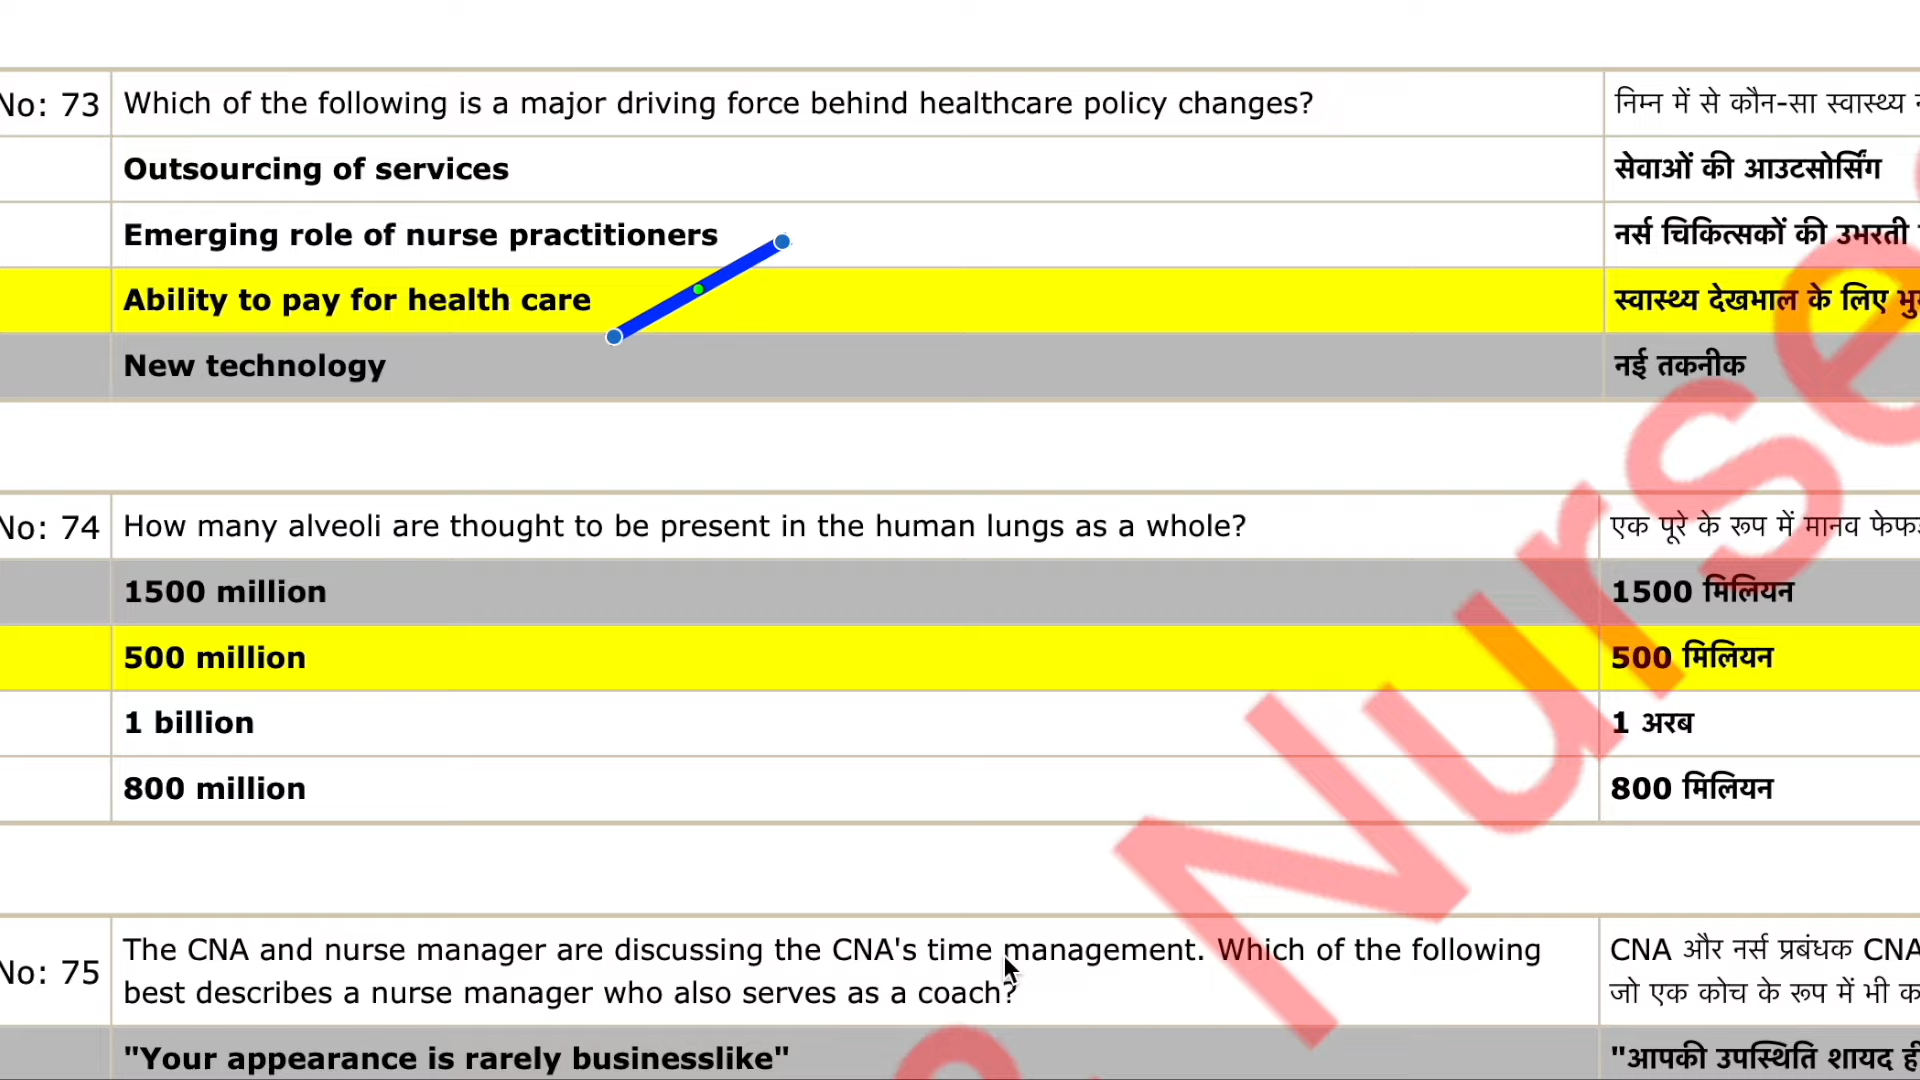 No: 73 Which of the following is a major driving force behind healthcare policy changes? निम्न में से कौन-सा स्वास्थ्य
Outsourcing of services सेवाओं की आउटसोर्सिंग
Emerging role of nurse practitioners नर्स चिकित्सकों की उभरती
Ability to pay for health care स्वास्थ्य देखभाल के लिए
New technology नई तकनीक
No: 74 How many alveoli are thought to be present in the human lungs as a whole? एक पूरे के रूप में मानव
1500 million 1500 मिलियन
500 million 500 मिलियन
1 billion 1 अरब
800 million 800 मिलियन
No: 75 The CNA and nurse manager are discussing the CNA's time management. Which of the following CNA और नर्स प्रबंधक CNA
best describes a nurse manager who also serves as a coach? जो एक कोच के रूप में भी
"Your appearance is rarely businesslike" "आपकी उपस्थिति शायद ही
Nurse